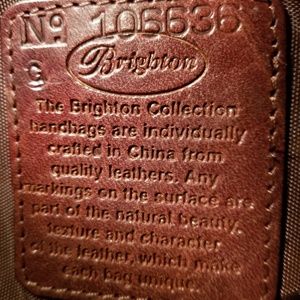 Nº 106636
G
Brighton
The Brighton Collection
handbags are individually
crafted in China from
quality leathers. Any
markings on the surface are
part of the natural beauty,
texture and character
of the leather, which make
each bag unique.